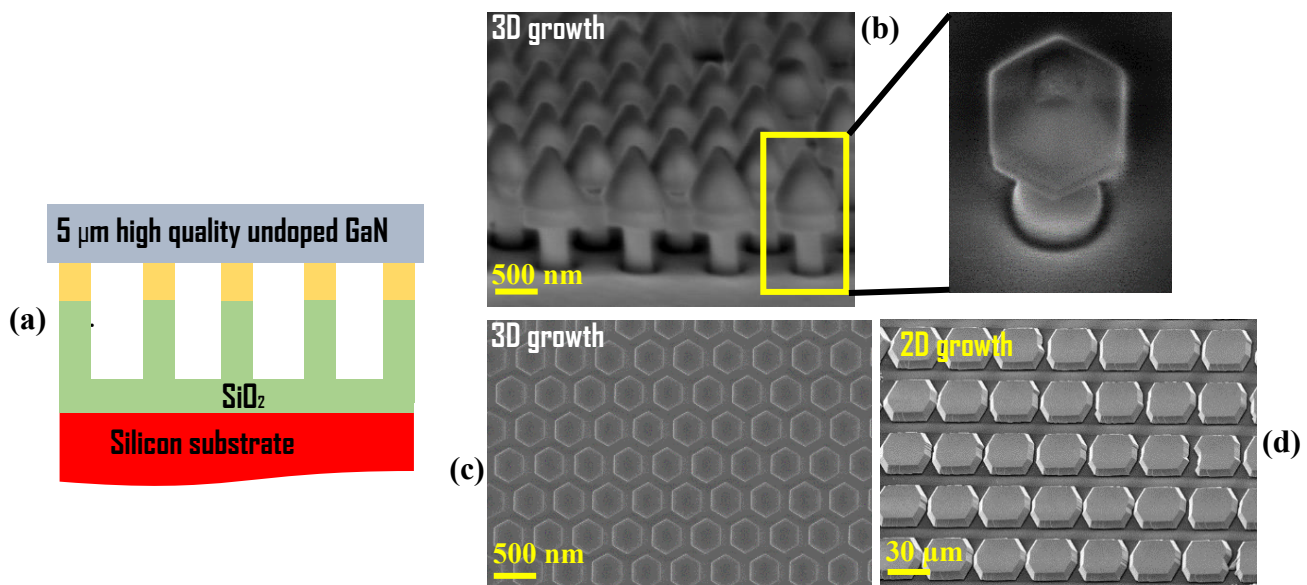 3D growth
(b)
500 nm
5 µm high quality undoped GaN
(a)
SiO₂
Silicon substrate
3D growth
(c)
500 nm
2D growth
(d)
30 µm